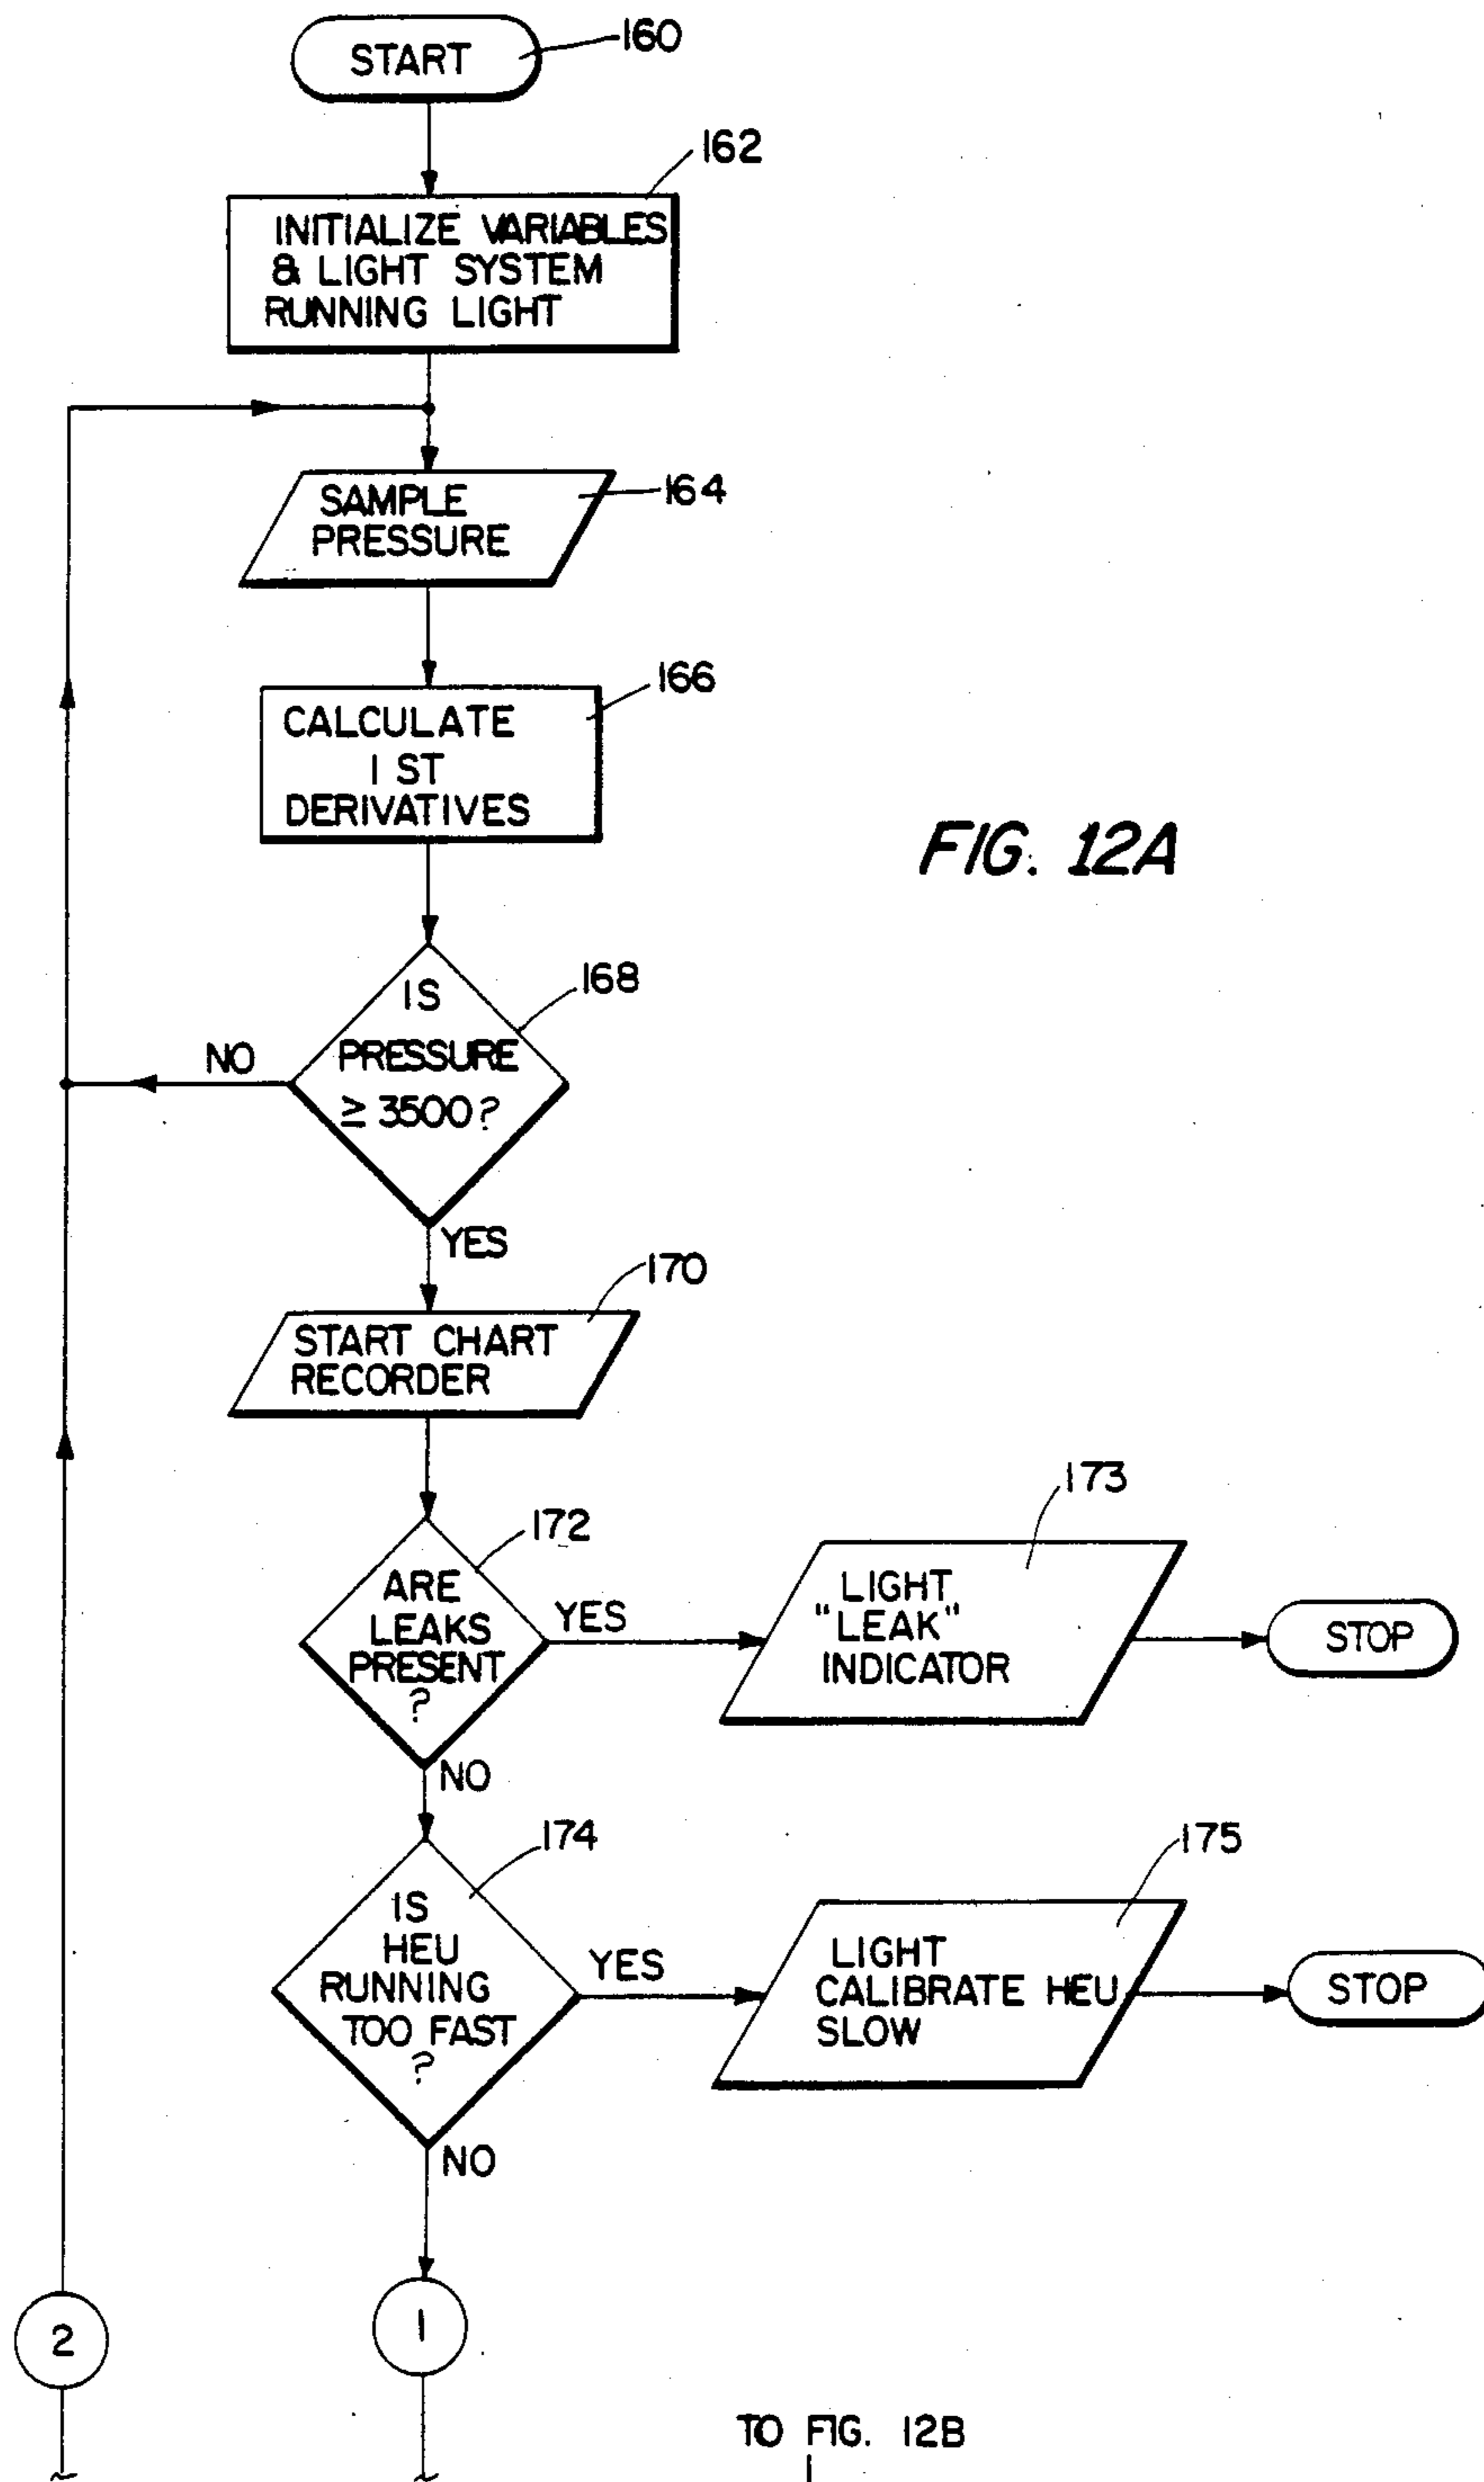 START
160
162
INITIALIZE VARIABLES
& LIGHT SYSTEM
RUNNING LIGHT
SAMPLE
PRESSURE
164
166
CALCULATE
1 ST
DERIVATIVES
FIG. 12A
168
IS
PRESSURE
≥ 3500?
NO
YES
170
START CHART
RECORDER
172
ARE
LEAKS
PRESENT
?
YES
NO
173
LIGHT
"LEAK"
INDICATOR
STOP
174
IS
HEU
RUNNING
TOO FAST
?
YES
NO
175
LIGHT
CALIBRATE HEU
SLOW
STOP
2
1
TO FIG. 12B